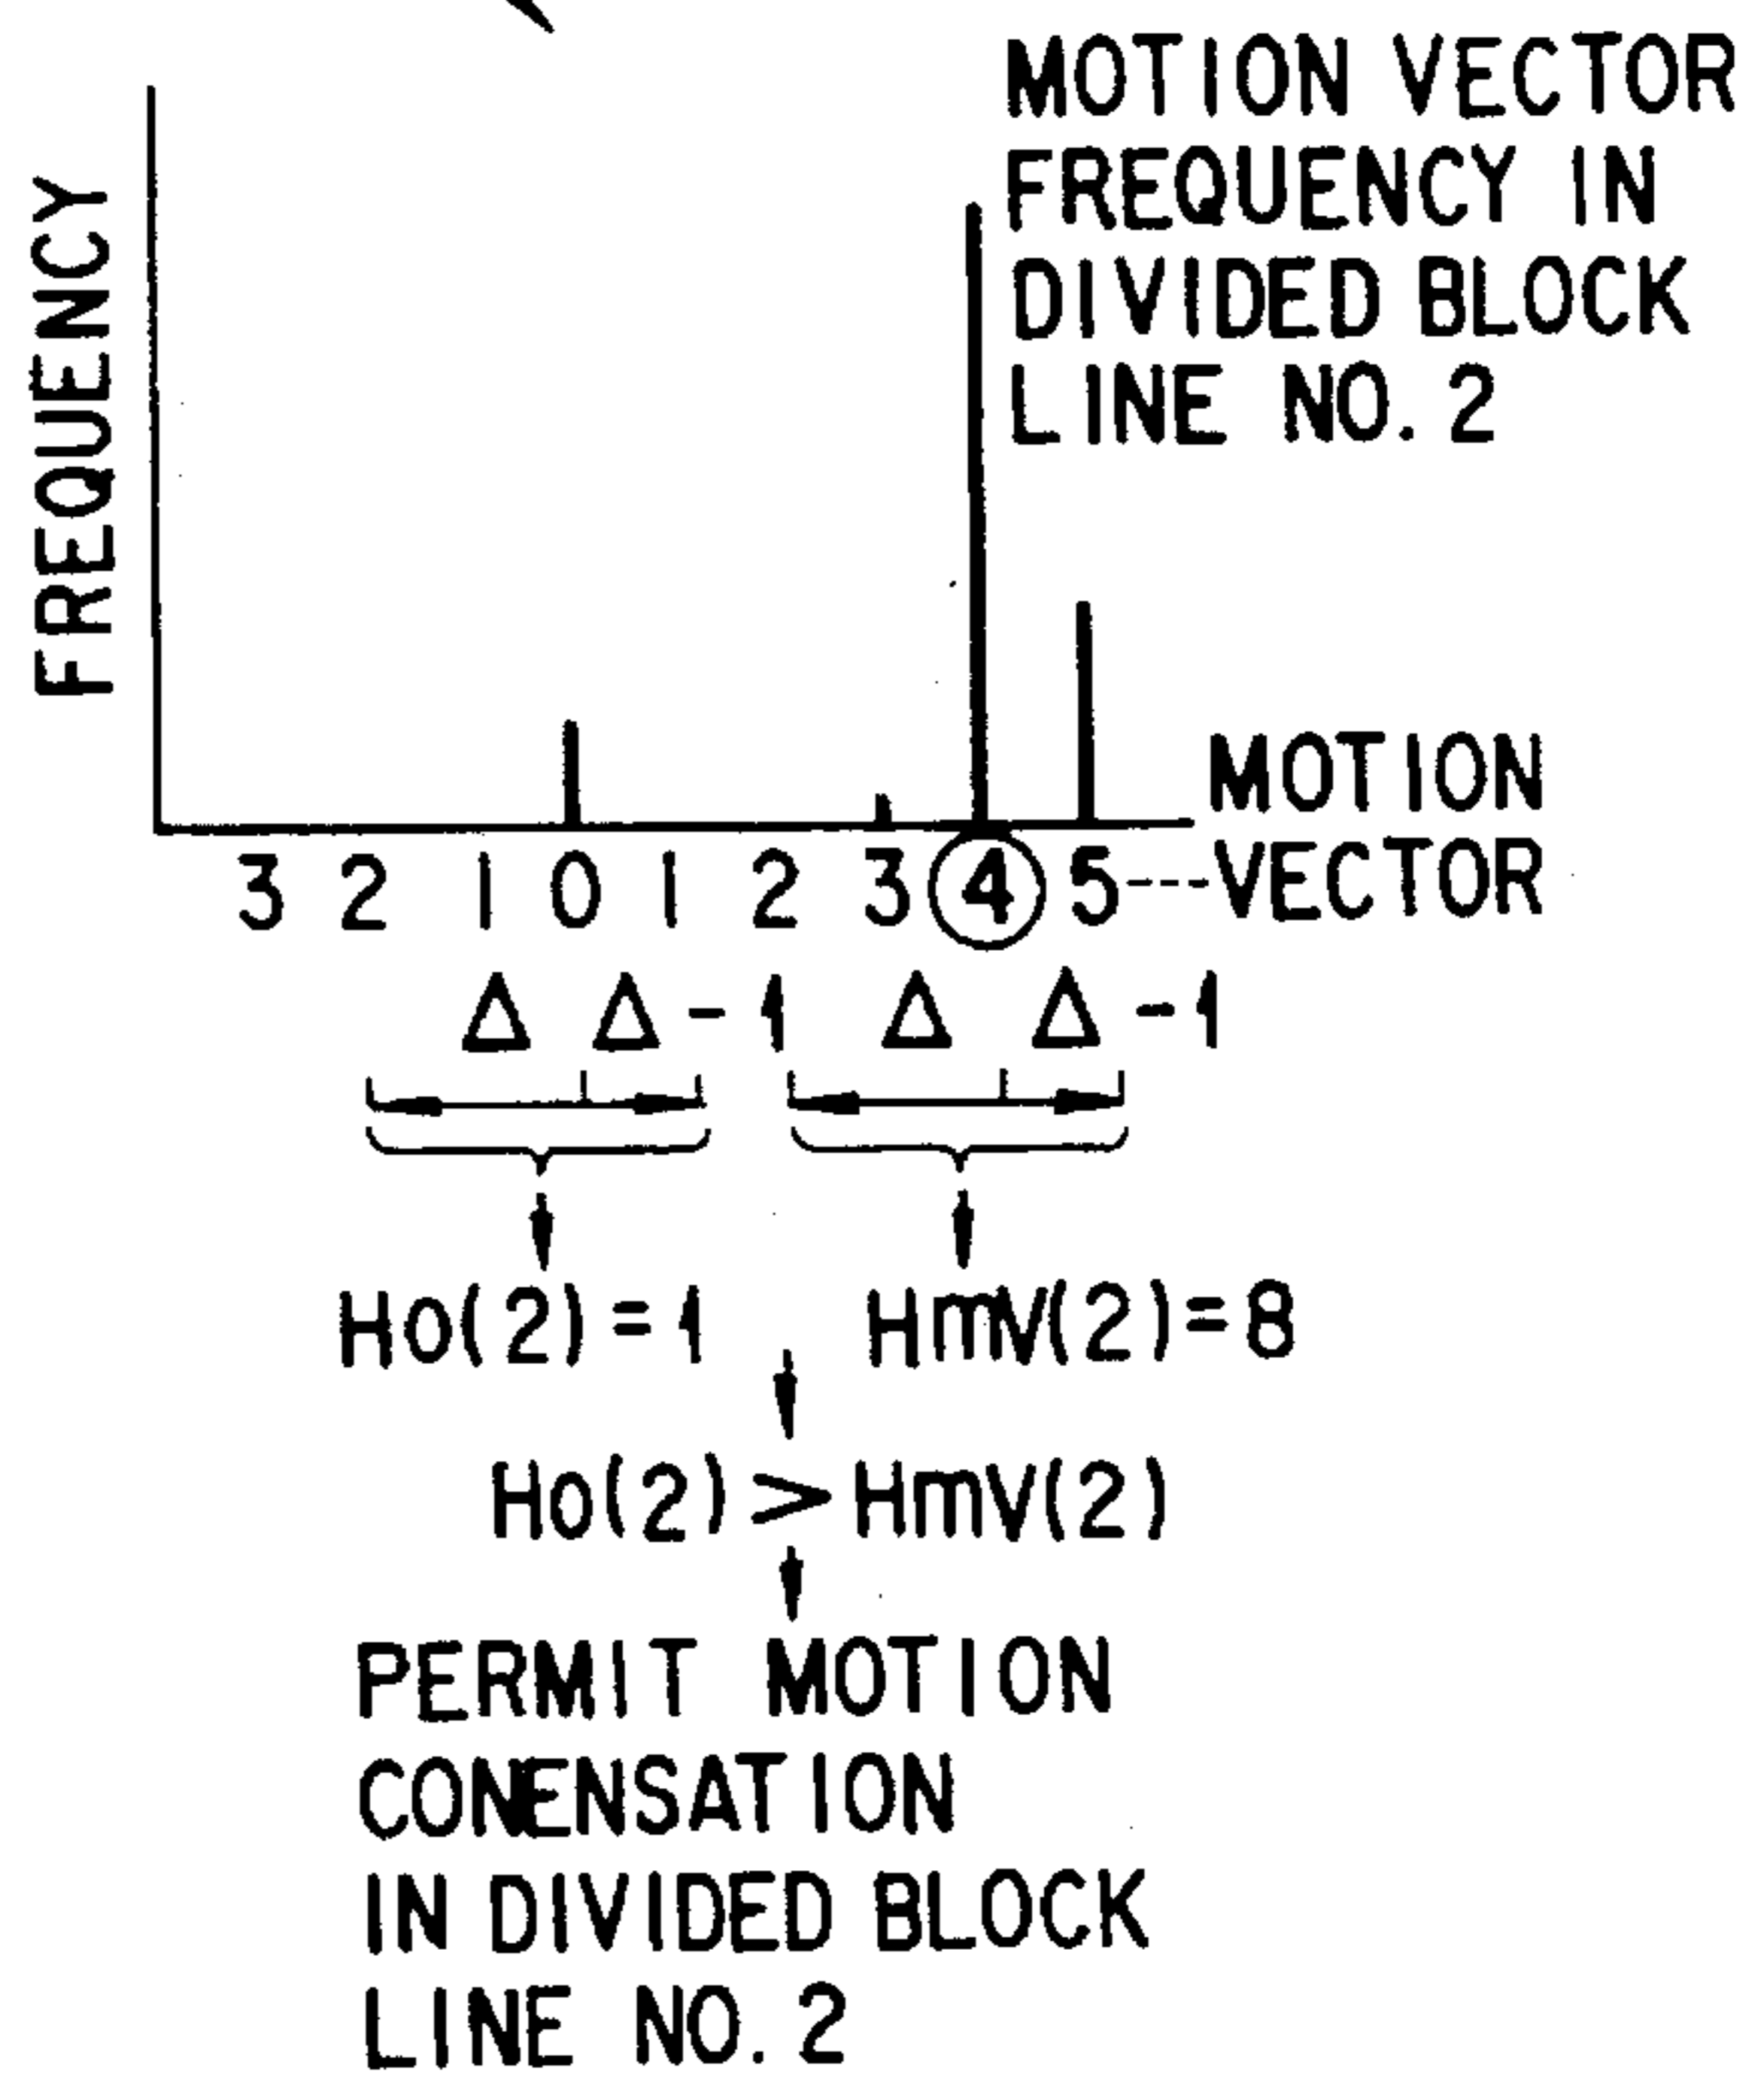 MOTION VECTOR
FREQUENCY IN
DIVIDED BLOCK
LINE NO. 2
FREQUENCY
MOTION
VECTOR
3 2 1 0 1 2 3 4 5---
Δ Δ-1 Δ Δ-1
Ho(2)=1 HmV(2)=8
Ho(2)>HmV(2)
PERMIT MOTION
CONENSATION
IN DIVIDED BLOCK
LINE NO. 2